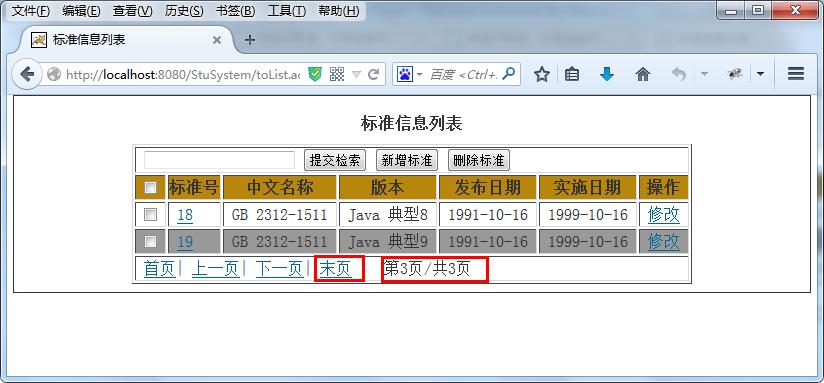 文件(F) 编辑(E) 查看(V) 历史(S) 书签(B) 工具(T) 帮助(H)
标准信息列表
http://localhost:8080/StuSystem/toList.ac
百度 <Ctrl+.
标准信息列表
提交检索 新增标准 删除标准
标准号 中文名称 版本 发布日期 实施日期 操作
18 GB 2312-1511 Java 典型8 1991-10-16 1999-10-16 修改
19 GB 2312-1511 Java 典型9 1991-10-16 1999-10-16 修改
首页| 上一页| 下一页| 末页 第3页/共3页